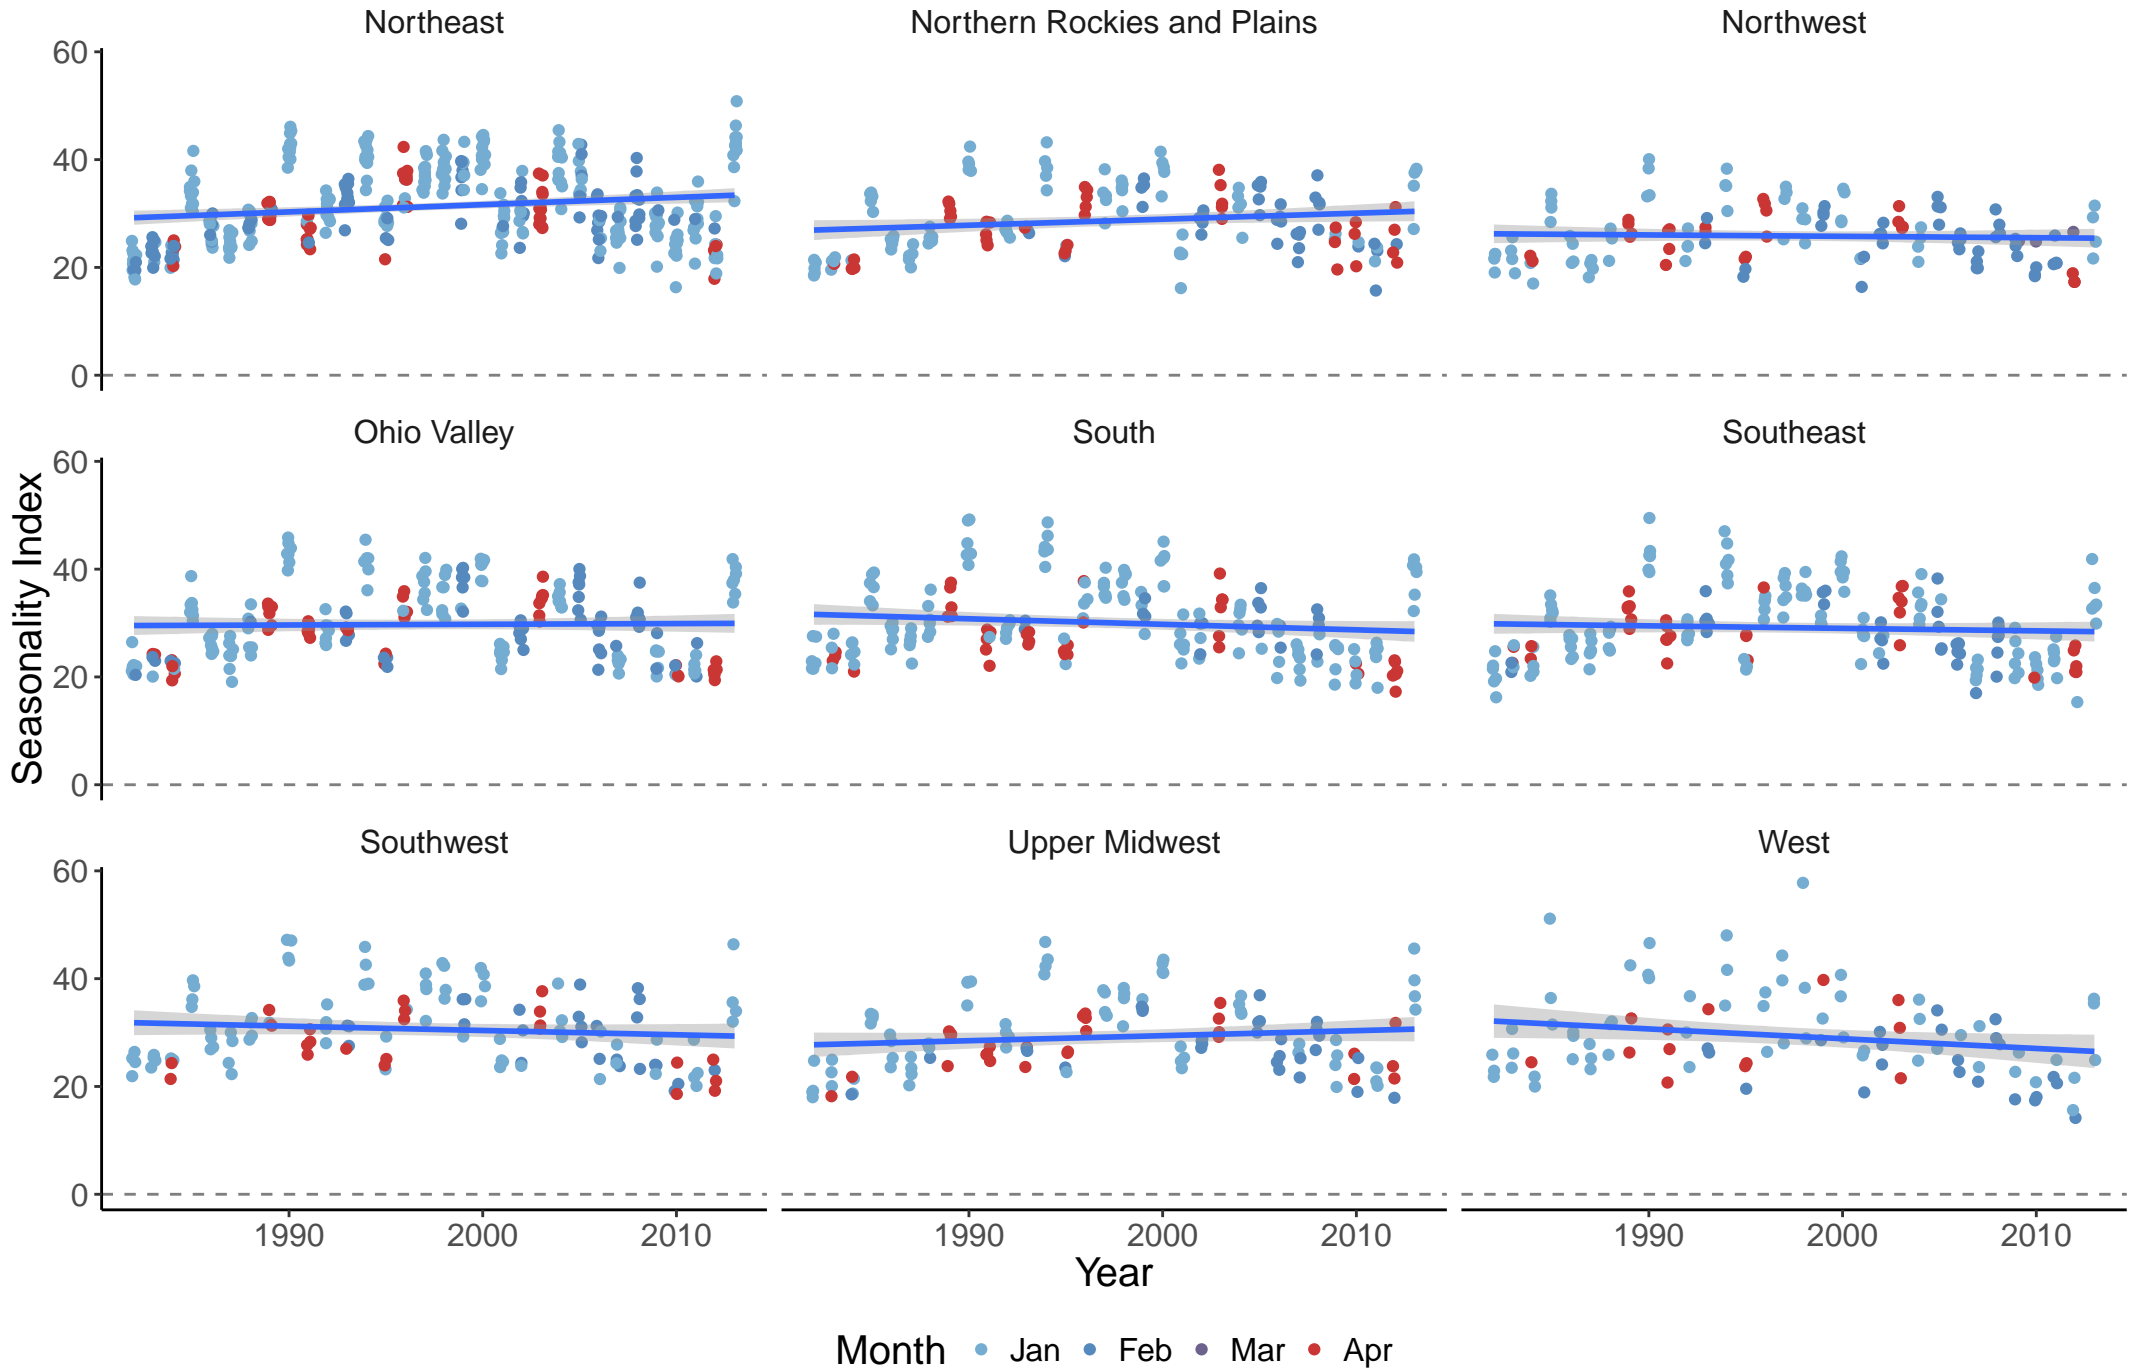 Northeast
Northern Rockies and Plains
Northwest
60
40
20
0
Ohio Valley
South
Southeast
60
40
20
0
Seasonality Index
Southwest
Upper Midwest
West
60
40
20
0
1990 2000 2010 1990 2000 2010 1990 2000 2010
Year
Month Jan Feb Mar Apr